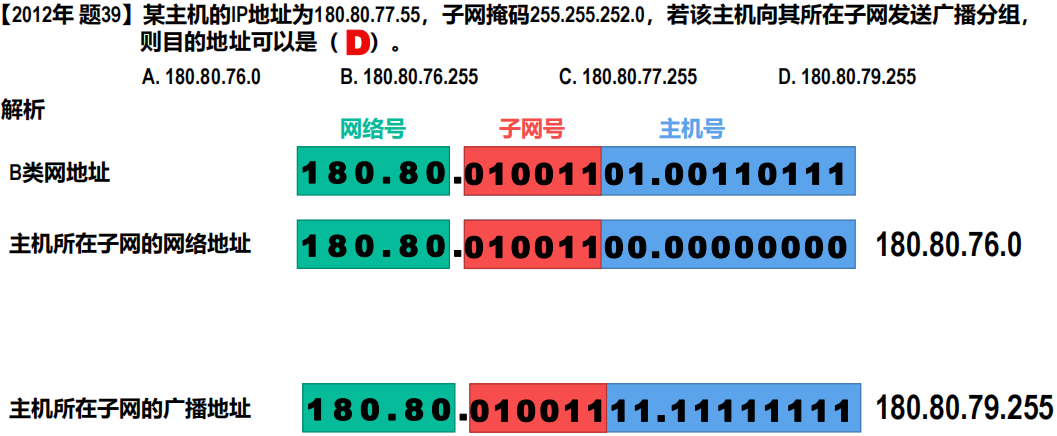 【2012年 题39】某主机的IP地址为180.80.77.55，子网掩码255.255.252.0，若该主机向其所在子网发送广播分组，
则目的地址可以是（ D ）。
A. 180.80.76.0 B. 180.80.76.255 C. 180.80.77.255 D. 180.80.79.255
解析
网络号 子网号 主机号
B类网地址 180.80.01001101.00110111
主机所在子网的网络地址 180.80.01001100.00000000 180.80.76.0
主机所在子网的广播地址 180.80.01001111.11111111 180.80.79.255